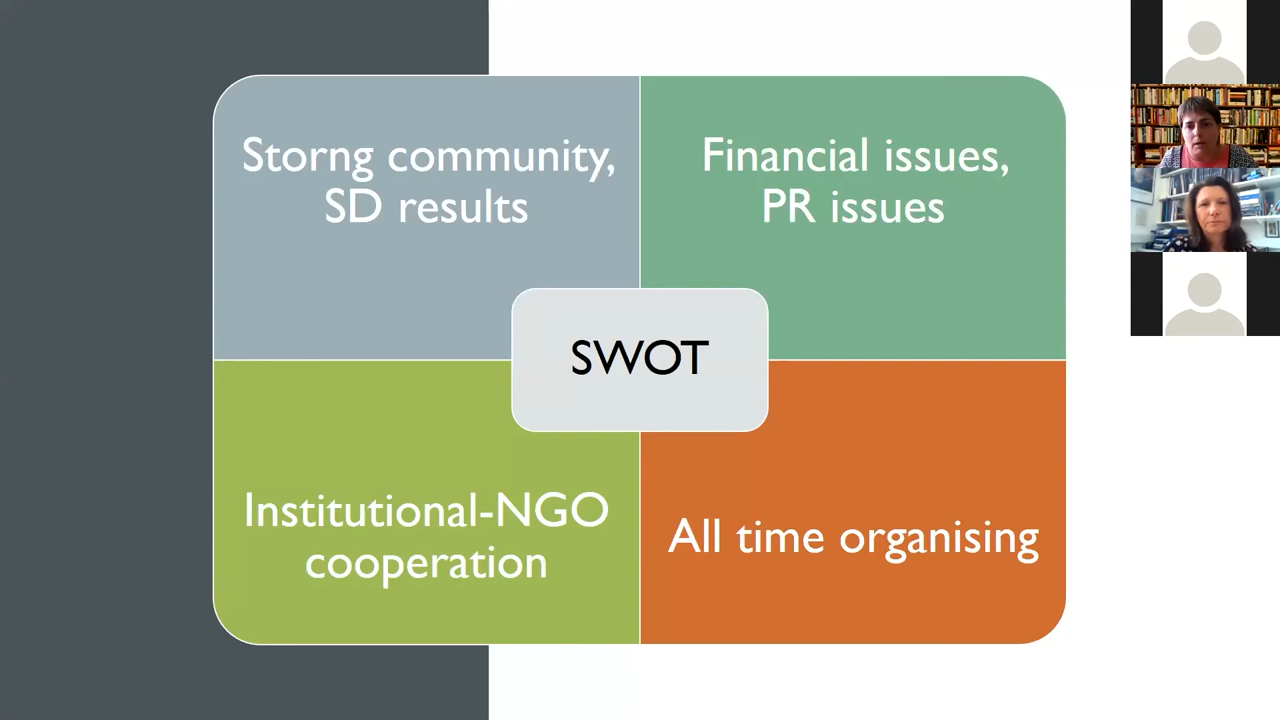 Storng community,
SD results
Financial issues,
PR issues
SWOT
Institutional-NGO
cooperation
All time organising